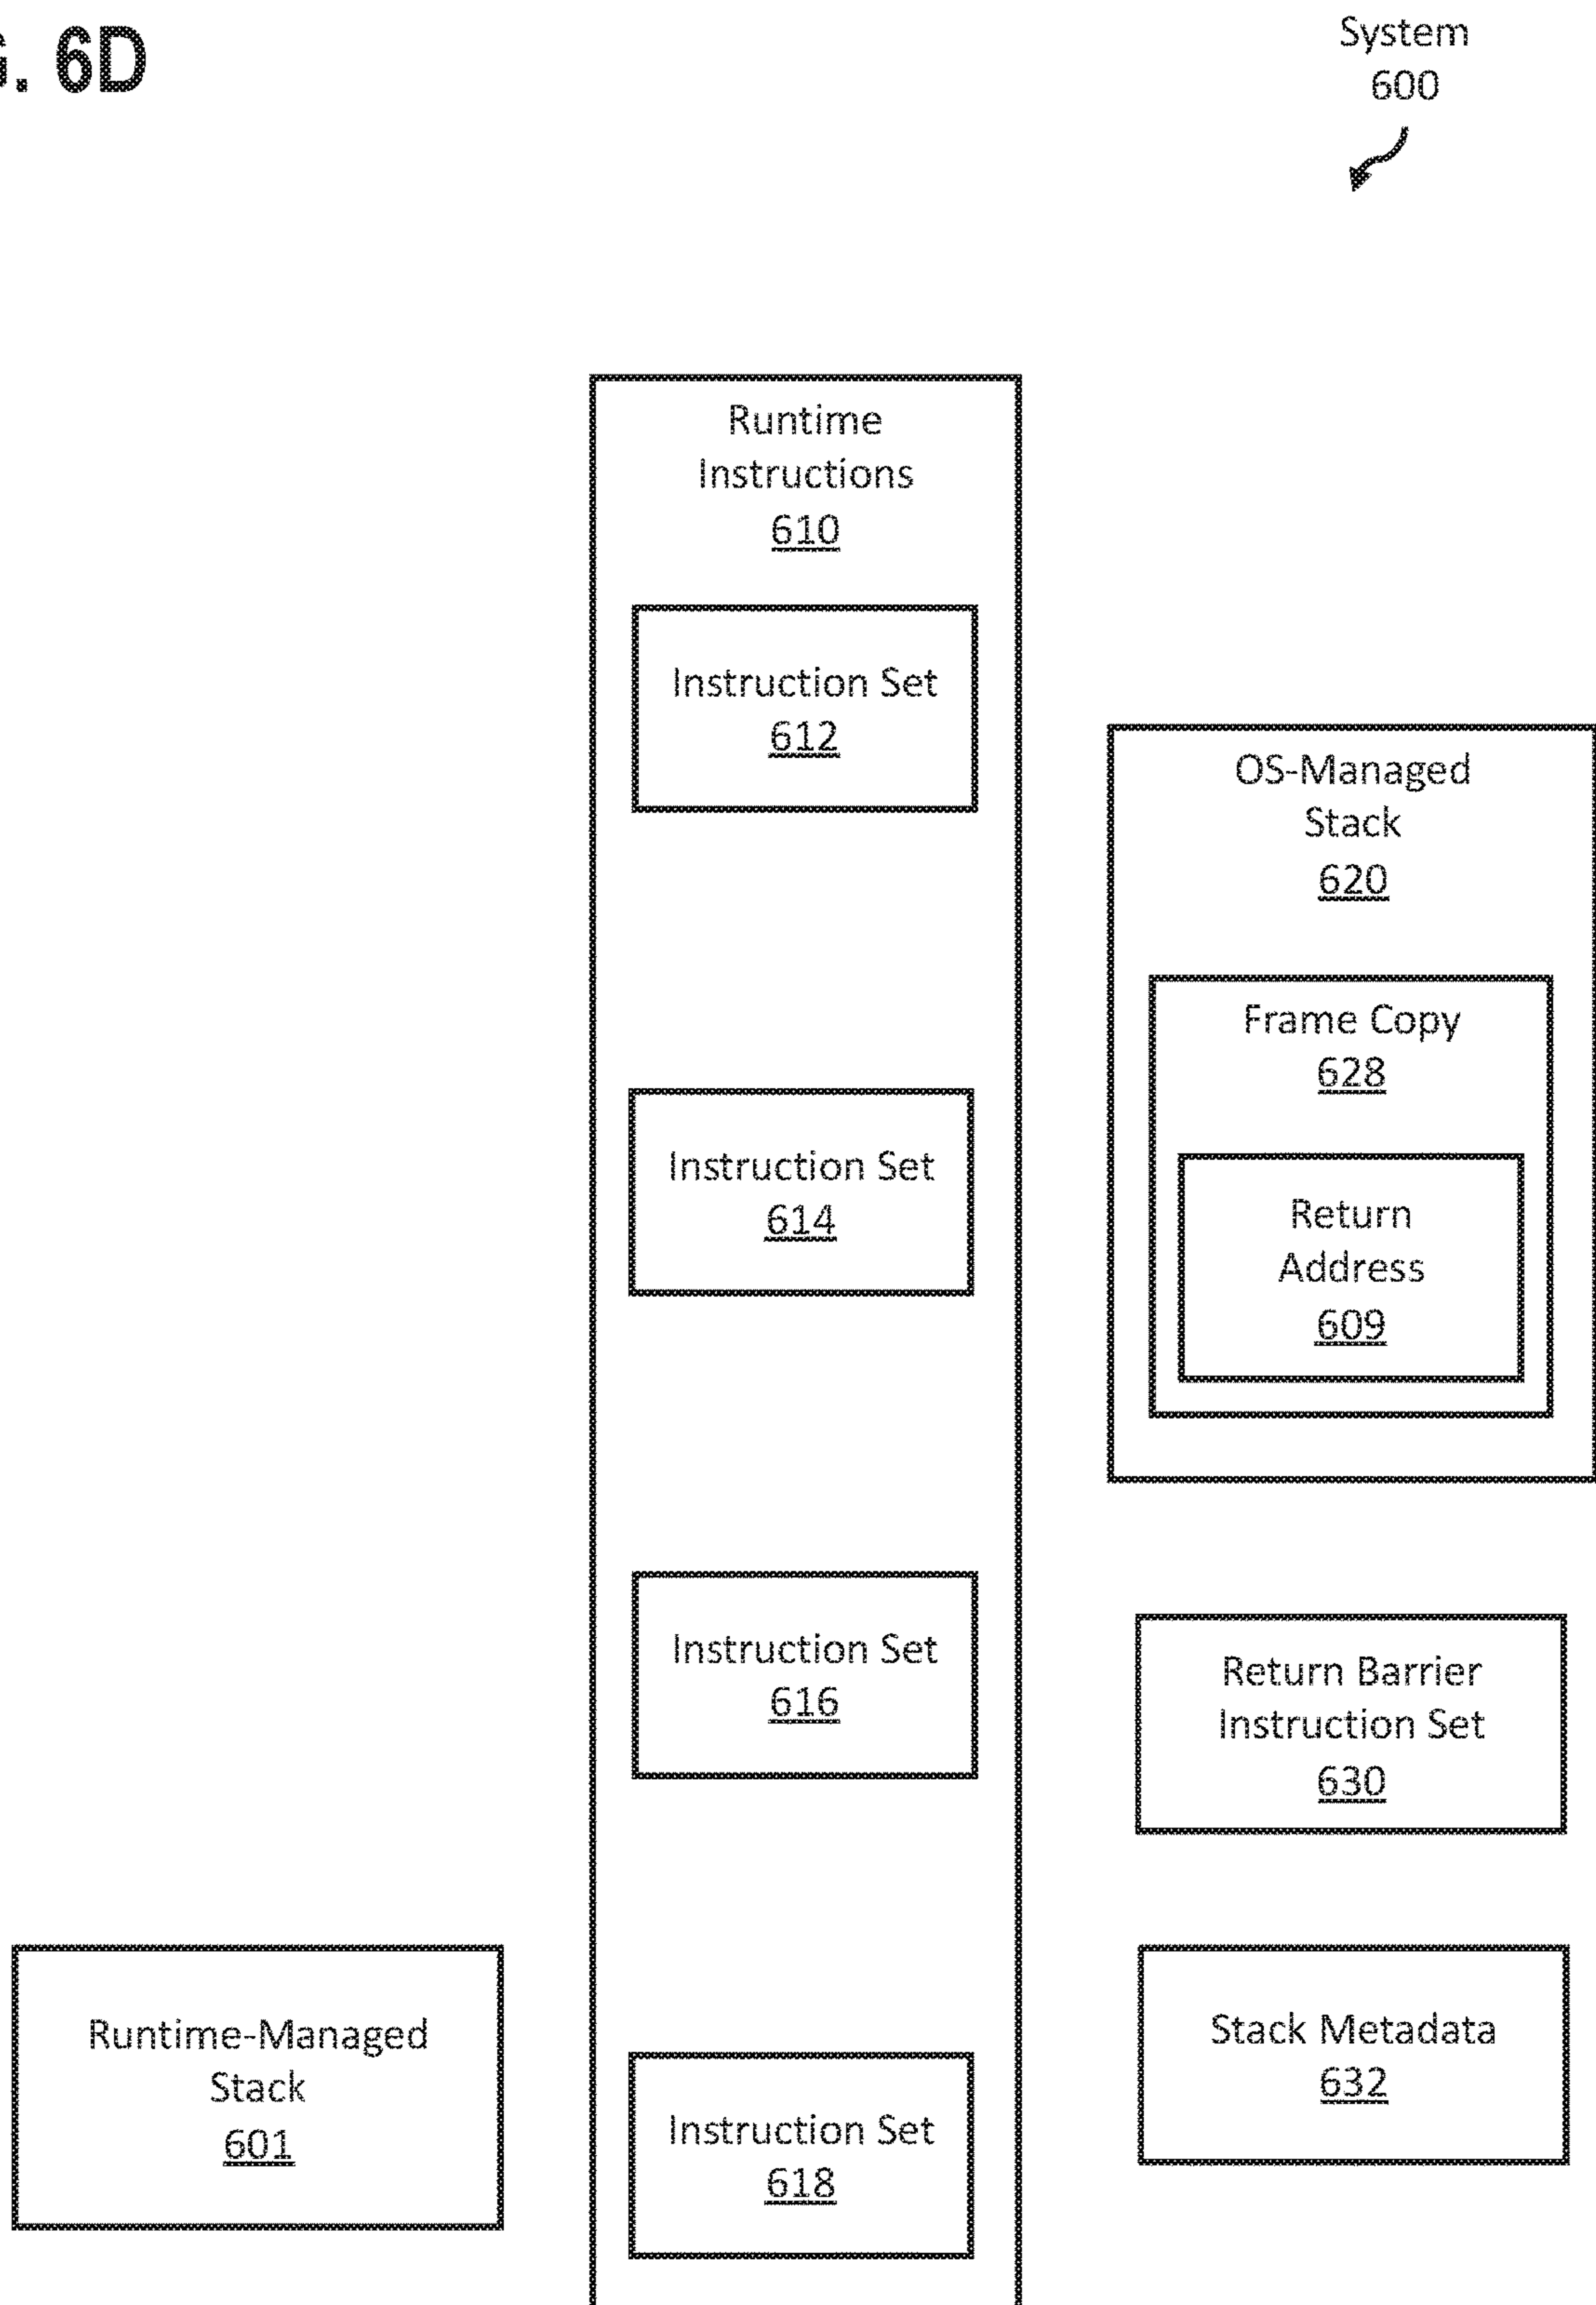 G. 6D
System
600
Runtime
Instructions
610
Instruction Set
612
OS-Managed
Stack
620
Frame Copy
628
Instruction Set
614
Return
Address
609
Instruction Set
616
Return Barrier
Instruction Set
630
Runtime-Managed
Stack
601
Stack Metadata
632
Instruction Set
618